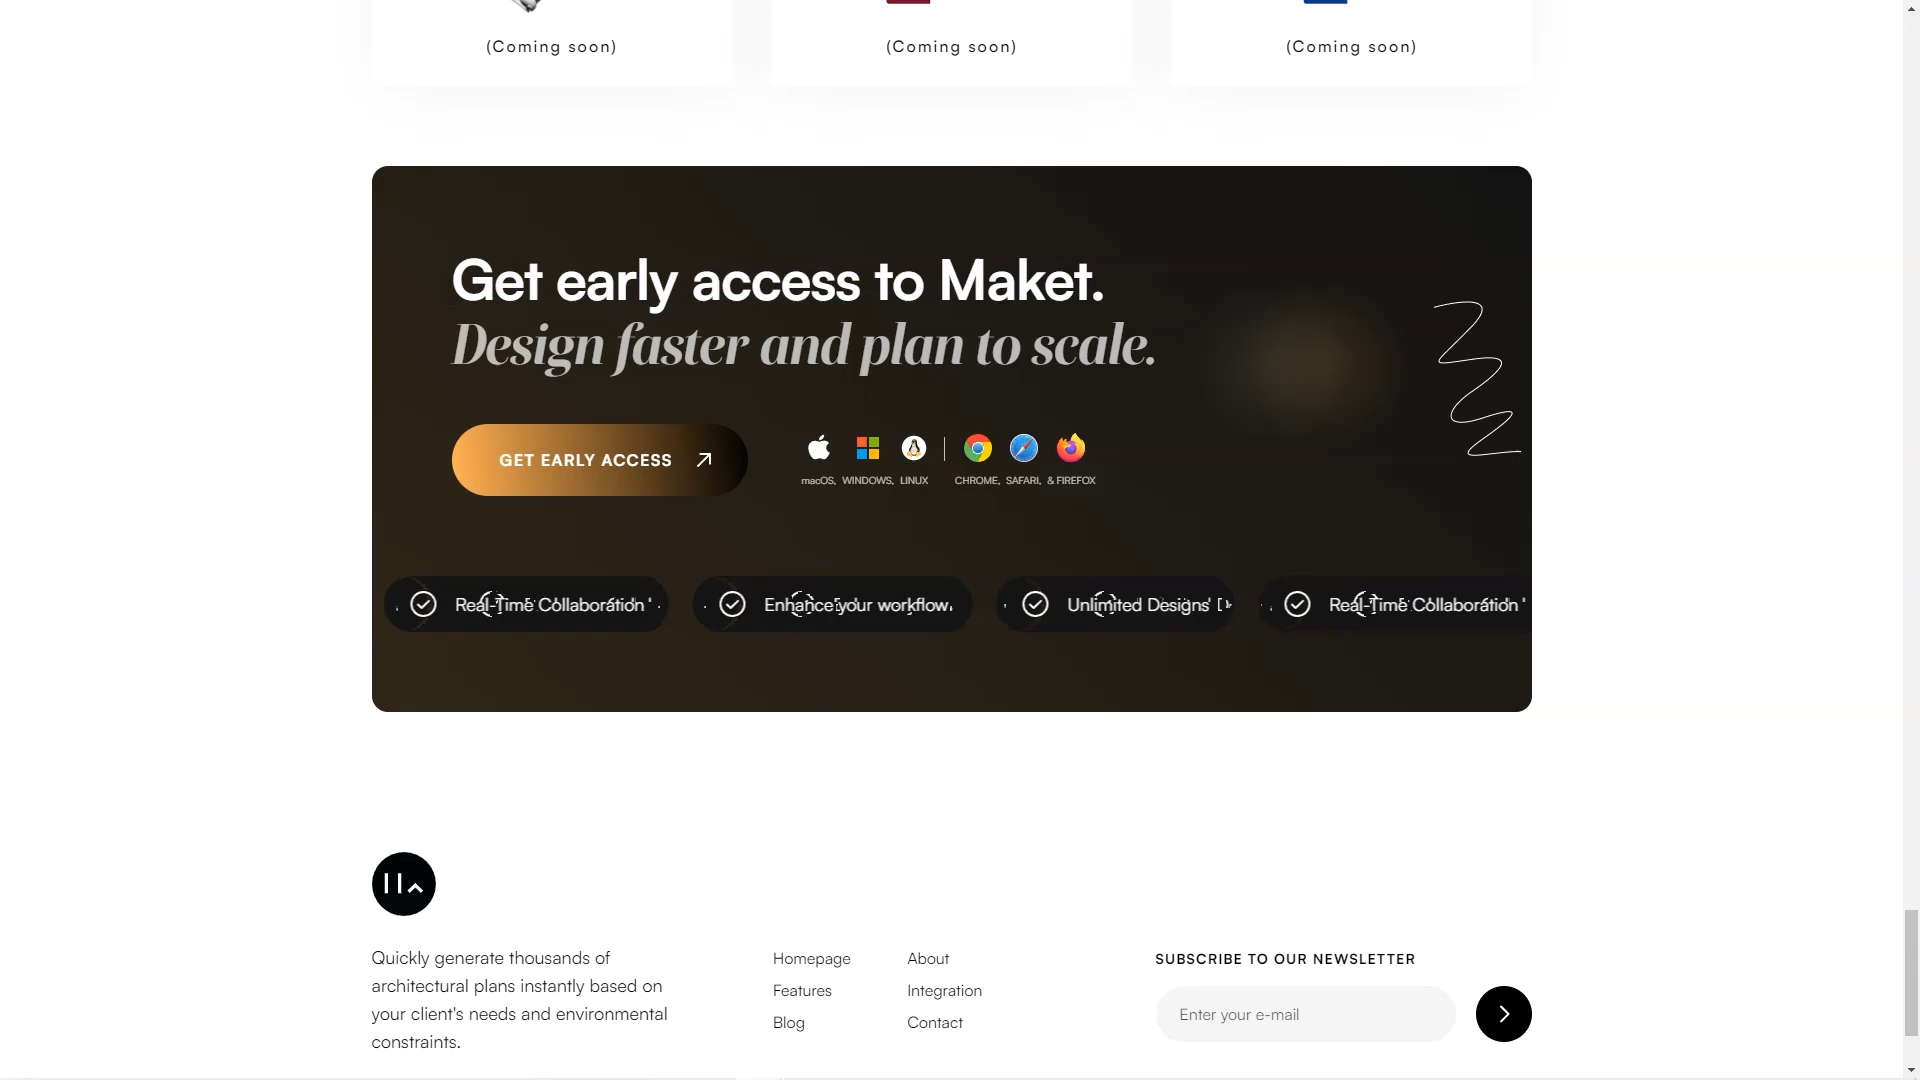 (Coming soon) (Coming soon) (Coming soon)
Get early access to Maket.
Design faster and plan to scale.
GET EARLY ACCESS
macOS, WINDOWS, LINUX CHROME, SAFARI, & FIREFOX
Real-Time Collaboration Enhance your workflow Unlimited Designs Real-Time Collaboration
Quickly generate thousands of
architectural plans instantly based on
your client's needs and environmental
constraints.
Homepage
Features
Blog
About
Integration
Contact
SUBSCRIBE TO OUR NEWSLETTER
Enter your e-mail